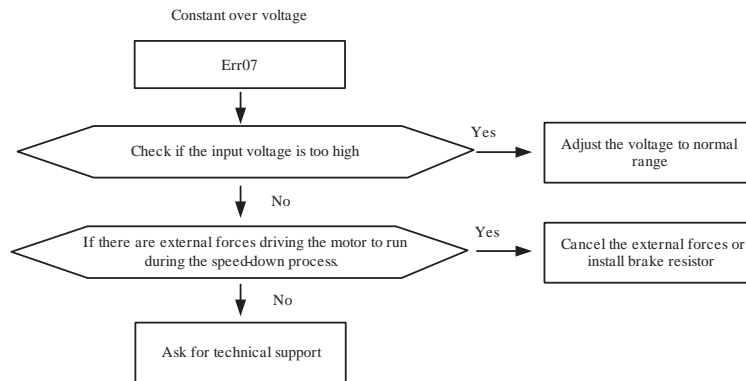 Constant over voltage
Err07
Check if the input voltage is too high
Yes
Adjust the voltage to normal
range
No
If there are external forces driving the motor to run
during the speed-down process.
Yes
Cancel the external forces or
install brake resistor
No
Ask for technical support